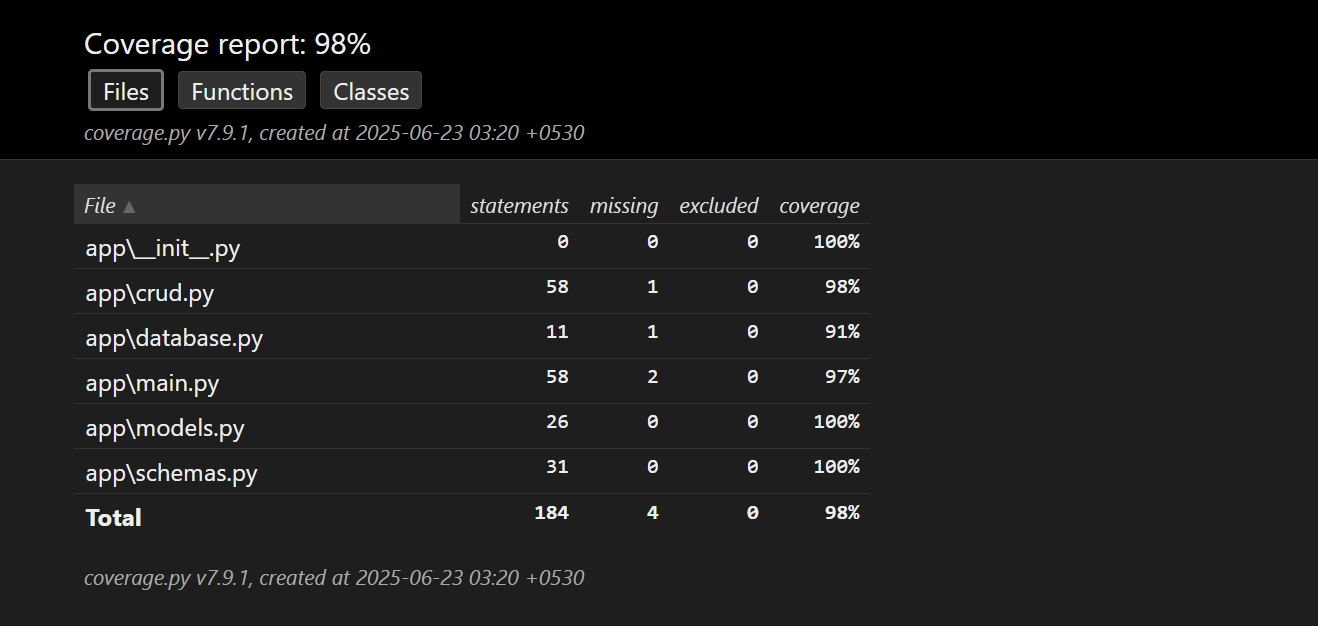 Coverage report: 98%
Files Functions Classes
coverage.py v7.9.1, created at 2025-06-23 03:20 +0530
File ▲ statements missing excluded coverage
app\__init__.py 0 0 0 100%
app\crud.py 58 1 0 98%
app\database.py 11 1 0 91%
app\main.py 58 2 0 97%
app\models.py 26 0 0 100%
app\schemas.py 31 0 0 100%
Total 184 4 0 98%
coverage.py v7.9.1, created at 2025-06-23 03:20 +0530